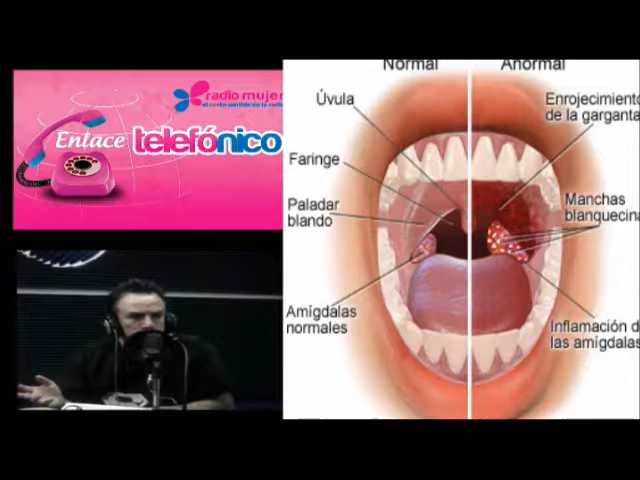 radio mujer
Enlace telefónico
Normal
Anormal
Úvula
Faringe
Paladar
blando
Amígdalas
normales
Enrojecimiento
de la garganta
Manchas
blanquecina
Inflamación d
las amígdalas